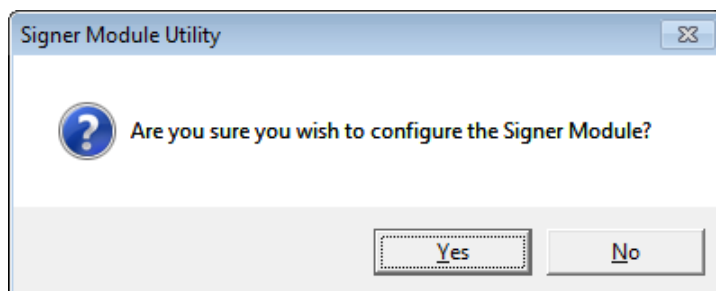 Signer Module Utility
Are you sure you wish to configure the Signer Module?
Yes No